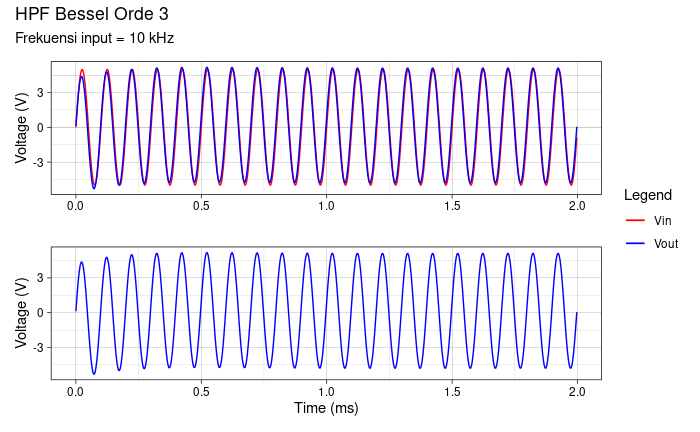 HPF Bessel Orde 3
Frekuensi input = 10 kHz
Voltage (V)
3
0
-3
0.0 0.5 1.0 1.5 2.0
Legend
Vin
Vout
Voltage (V)
3
0
-3
0.0 0.5 1.0 1.5 2.0
Time (ms)